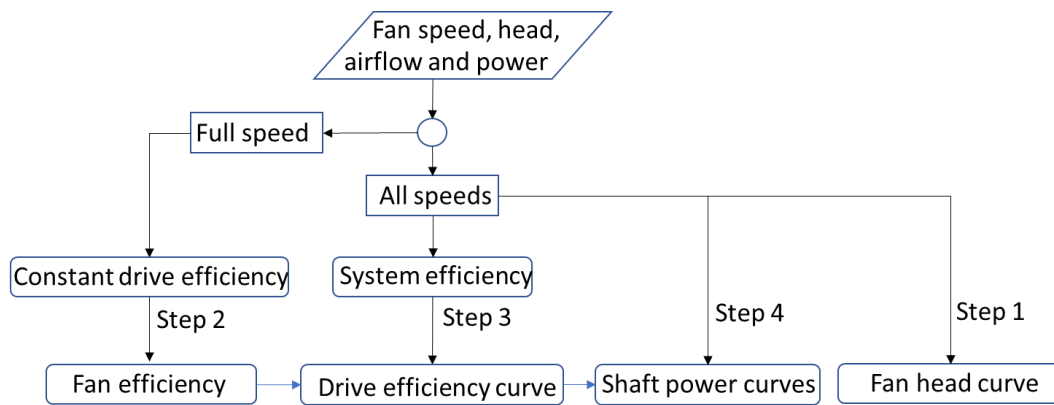 Fan speed, head,
airflow and power
Full speed
All speeds
Constant drive efficiency
System efficiency
Step 2
Step 3
Step 4
Step 1
Fan efficiency
Drive efficiency curve
Shaft power curves
Fan head curve